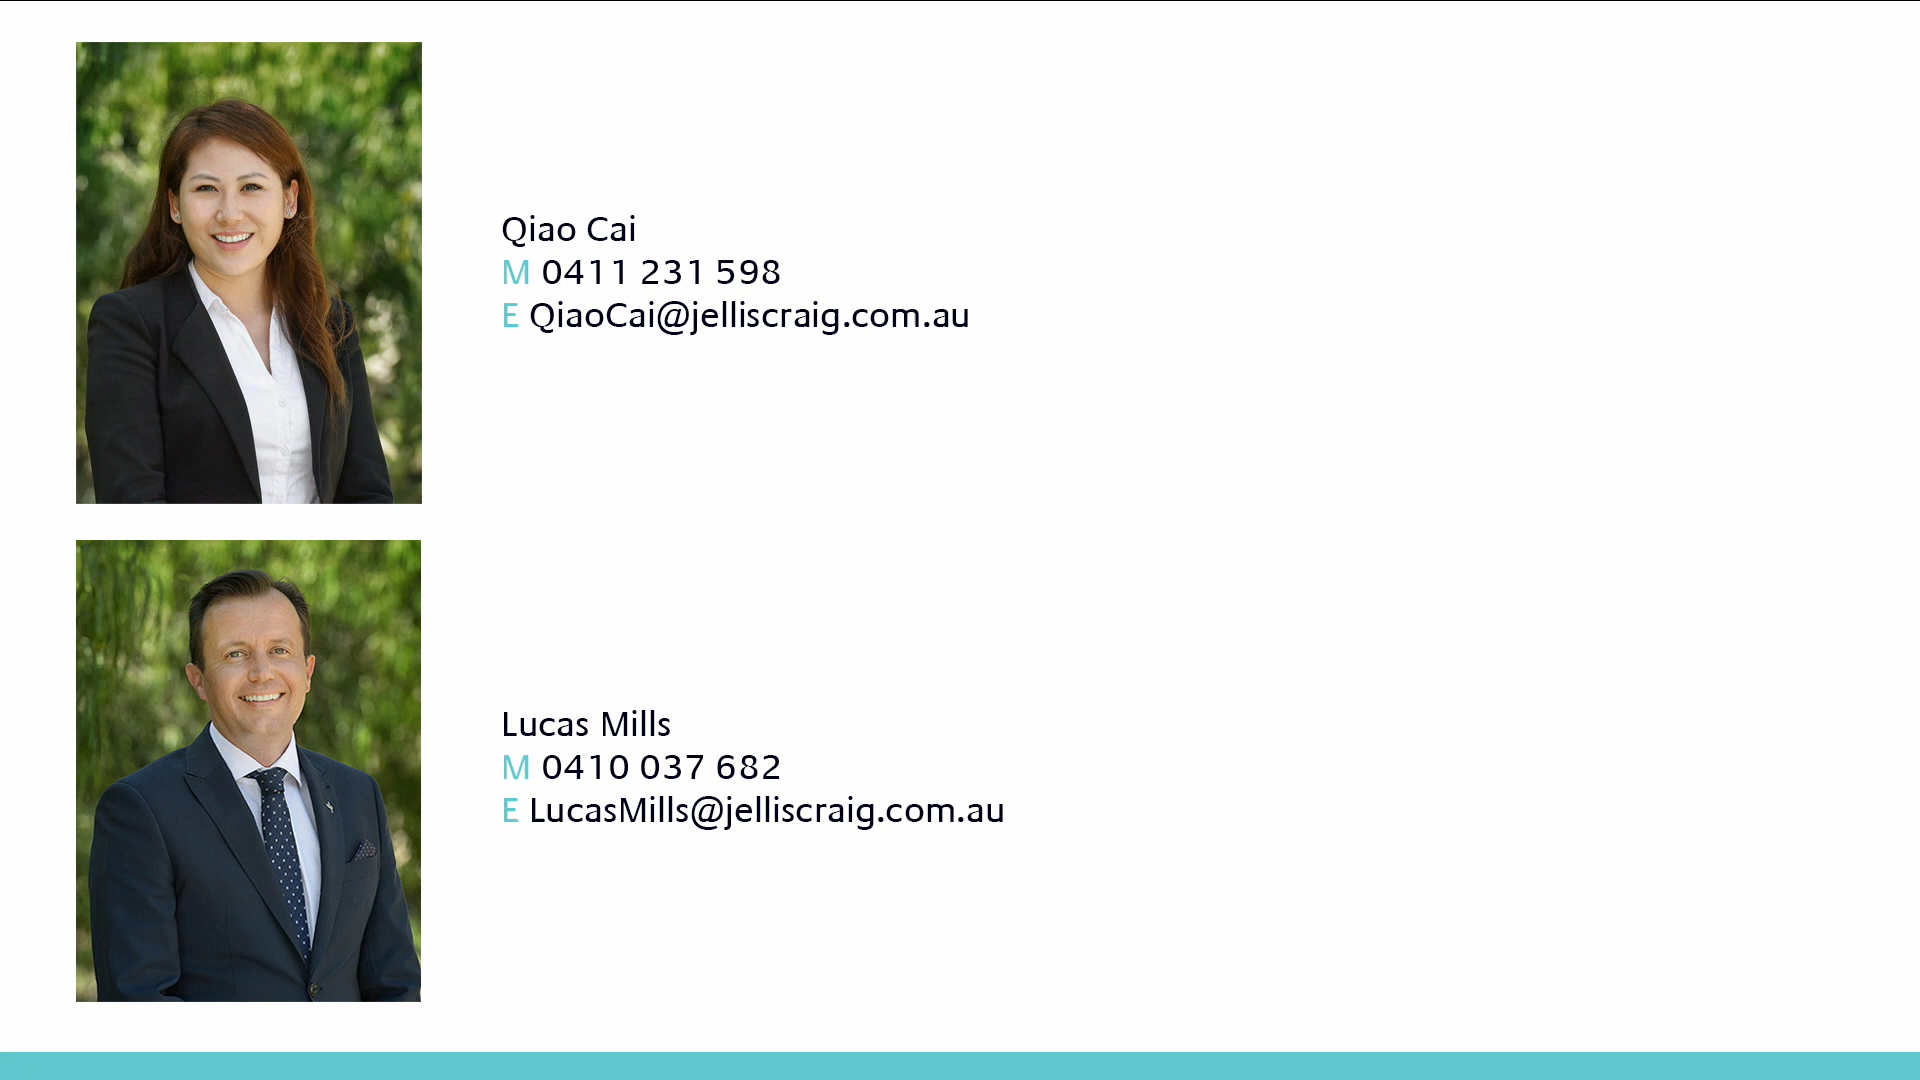 Qiao Cai
M 0411 231 598
E QiaoCai@jelliscraig.com.au
Lucas Mills
M 0410 037 682
E LucasMills@jelliscraig.com.au